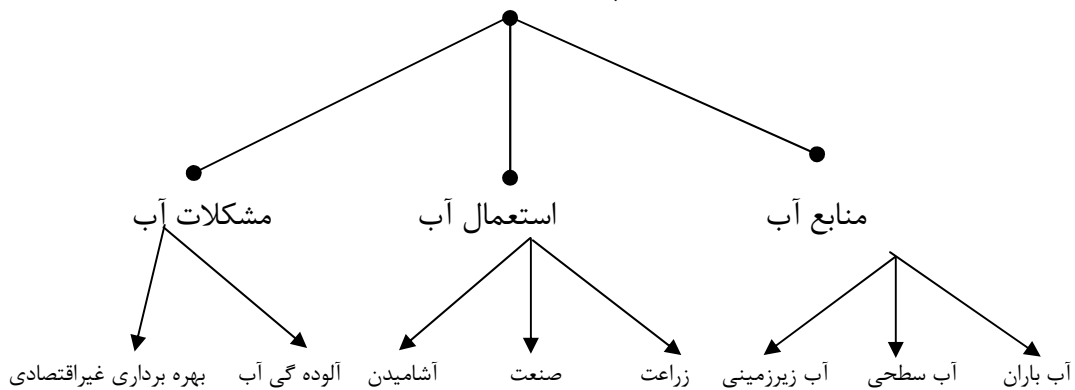 منابع آب استعمال آب مشکلات آب
آب باران آب سطحی آب زیرزمینی زراعت صنعت آشامیدن آلوده گی آب بهره برداری غیراقتصادی